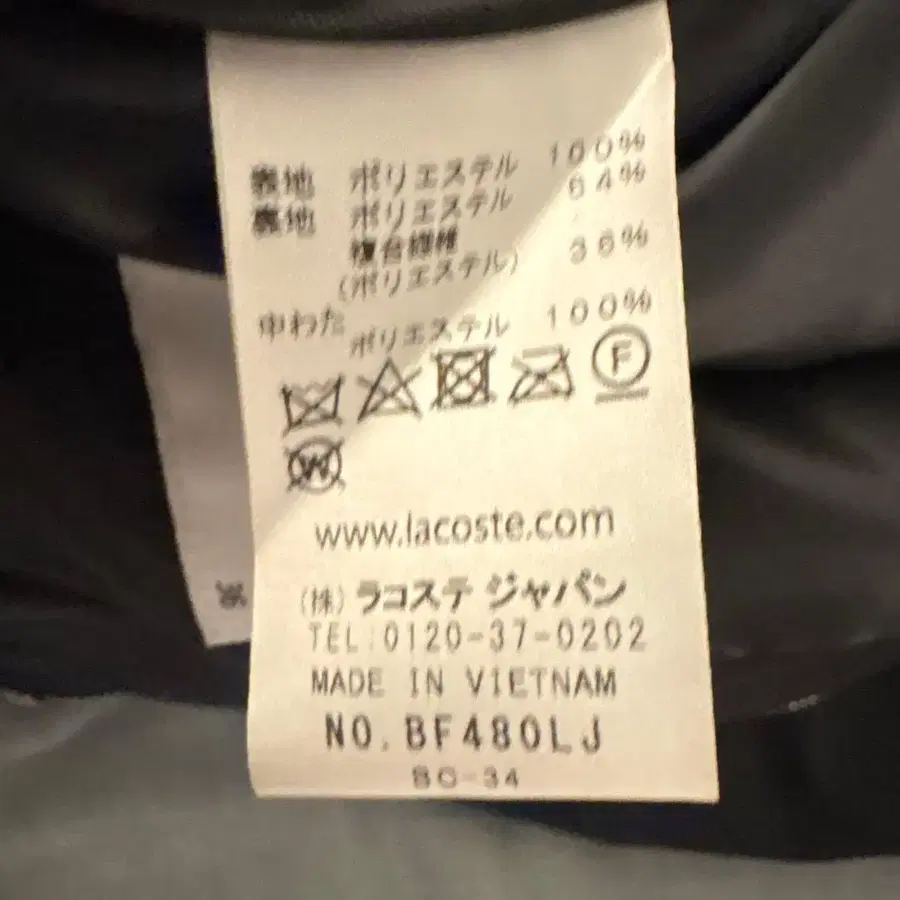 表地 ポリエステル 100%
裏地 ポリエステル 64%
複合繊維
(ポリエステル) 36%
中わた
ポリエステル 100%
F
W
www.lacoste.com
(株) ラコステ ジャパン
TEL:0120-37-0202
MADE IN VIETNAM
NO. BF480LJ
BC-34